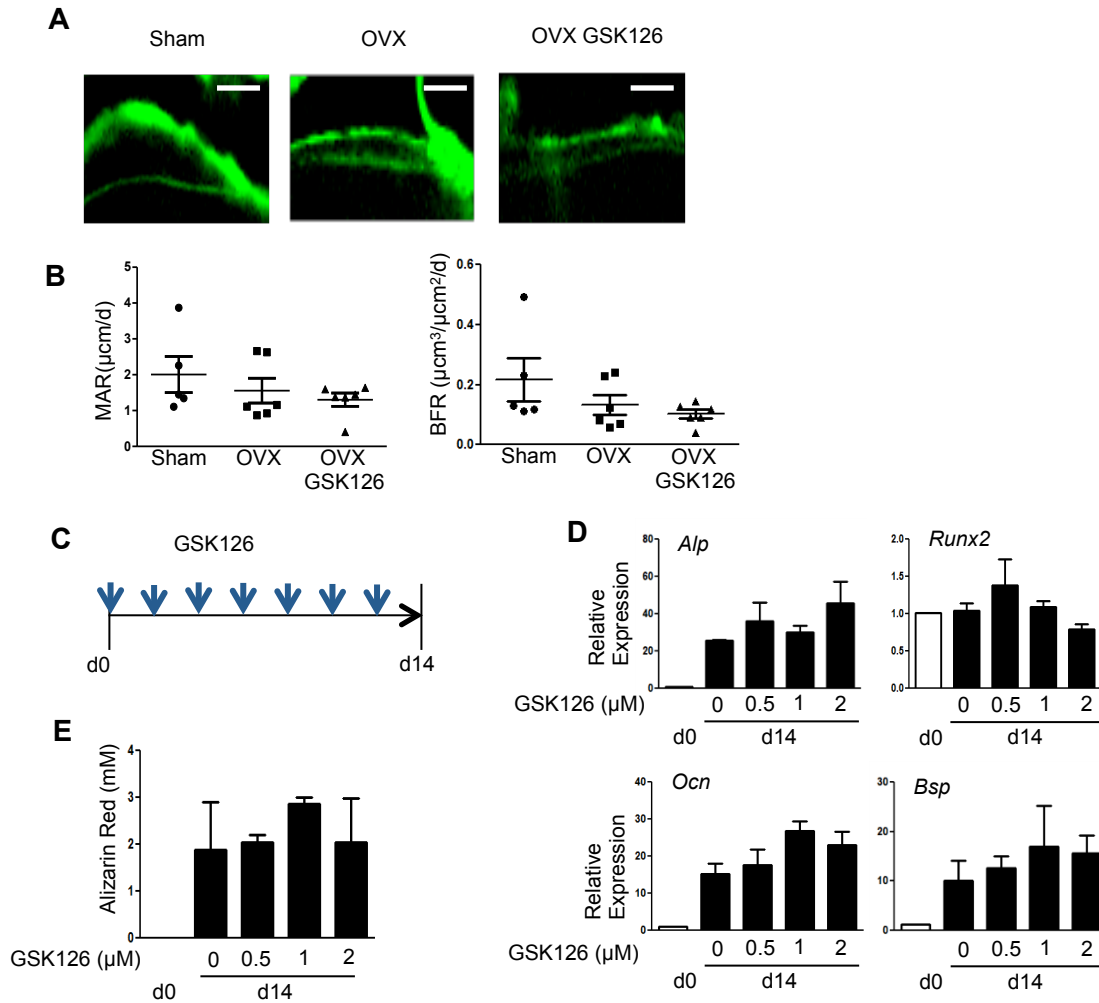 A
Sham
OVX
OVX GSK126
B
MAR(µcm/d)
5
4
3
2
1
0
Sham
OVX
OVX
GSK126
BFR (µcm³/µcm²/d)
0.6
0.4
0.2
0.0
Sham
OVX
OVX
GSK126
C
GSK126
d0
d14
D
Alp
Relative
Expression
80
60
40
20
0
Runx2
2.0
1.5
1.0
0.5
0.0
GSK126 (µM)
0 0.5 1 2
0 0.5 1 2
d0
d14
d0
d14
Ocn
Relative
Expression
40
30
20
10
0
Bsp
30
20
10
0
GSK126 (µM)
0 0.5 1 2
0 0.5 1 2
d0
d14
d0
d14
E
Alizarin Red (mM)
4
3
2
1
0
GSK126 (µM)
0 0.5 1 2
d0
d14